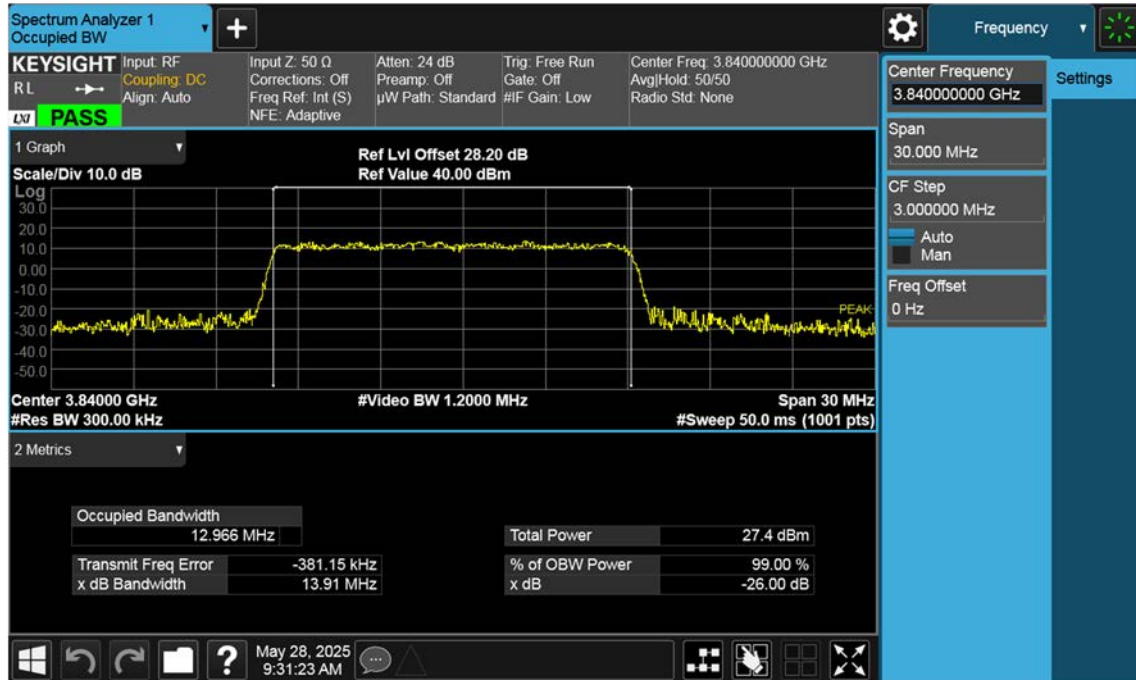 Spectrum Analyzer 1
Occupied BW
Frequency
KEYSIGHT
RL
LXI PASS
Input: RF
Coupling: DC
Align: Auto
Input Z: 50 Ω
Corrections: Off
Freq Ref: Int (S)
NFE: Adaptive
Atten: 24 dB
Preamp: Off
µW Path: Standard
Trig: Free Run
Gate: Off
#IF Gain: Low
Center Freq: 3.840000000 GHz
Avg|Hold: 50/50
Radio Std: None
Center Frequency
3.840000000 GHz
Settings
Span
30.000 MHz
CF Step
3.000000 MHz
Auto
Man
Freq Offset
0 Hz
1 Graph
Scale/Div 10.0 dB
Ref Lvl Offset 28.20 dB
Ref Value 40.00 dBm
Log
30.0
20.0
10.0
0.00
-10.0
-20.0
-30.0
-40.0
-50.0
PEAK
Center 3.84000 GHz
#Video BW 1.2000 MHz
Span 30 MHz
#Res BW 300.00 kHz
#Sweep 50.0 ms (1001 pts)
2 Metrics
Occupied Bandwidth
12.966 MHz
Total Power 27.4 dBm
Transmit Freq Error -381.15 kHz
% of OBW Power 99.00 %
x dB Bandwidth 13.91 MHz
x dB -26.00 dB
?
May 28, 2025
9:31:23 AM